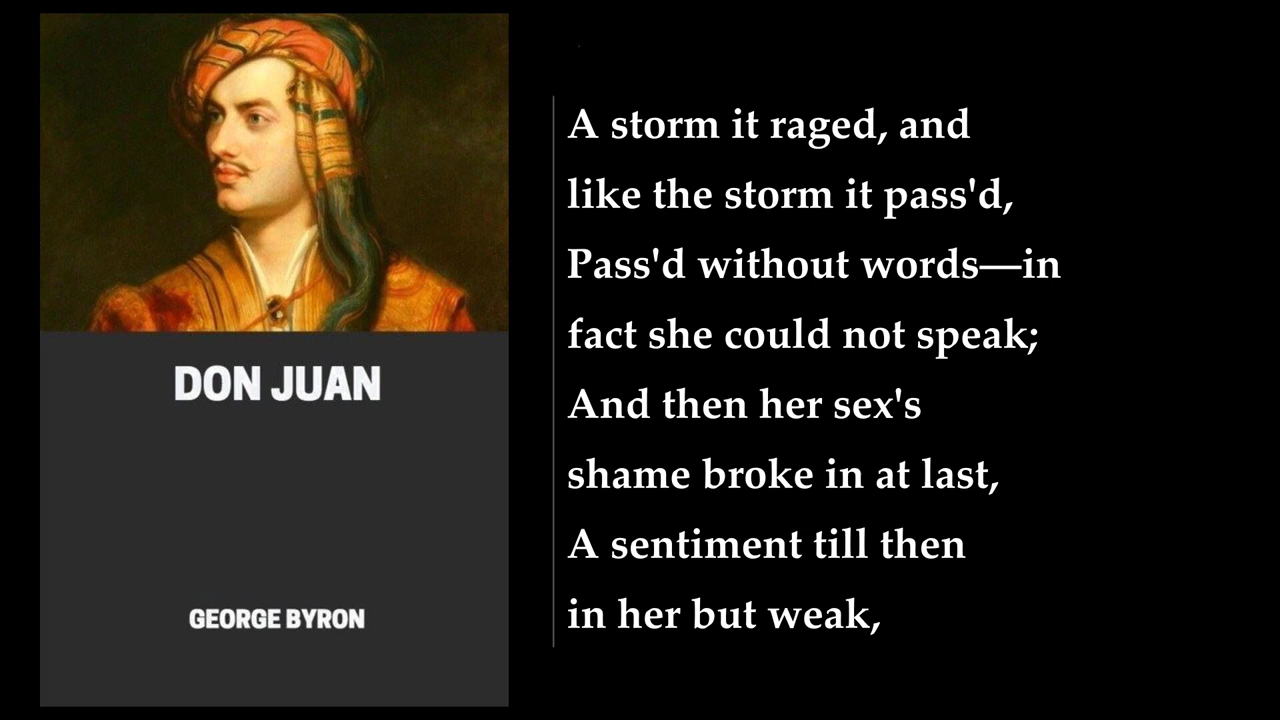 DON JUAN
GEORGE BYRON
A storm it raged, and
like the storm it pass'd,
Pass'd without words—in
fact she could not speak;
And then her sex's
shame broke in at last,
A sentiment till then
in her but weak,